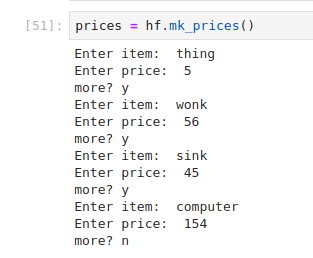 [51]: prices = hf.mk_prices()
Enter item:  thing
Enter price:  5
more? y
Enter item:  wonk
Enter price:  56
more? y
Enter item:  sink
Enter price:  45
more? y
Enter item:  computer
Enter price:  154
more? n